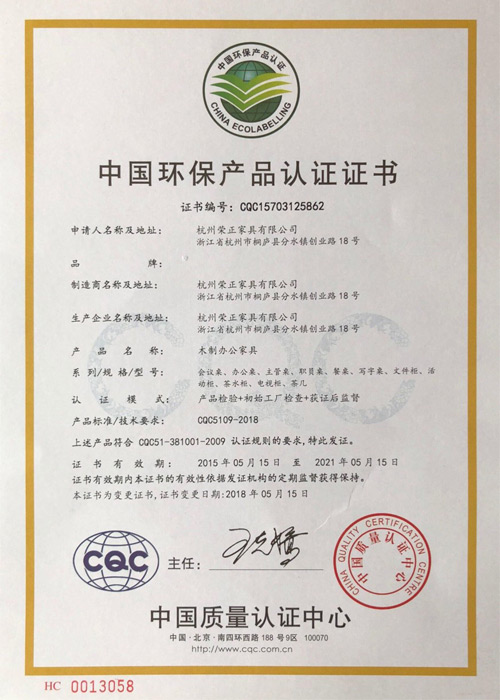 中国环保产品认证
CHINA ECOLABELLING
中国环保产品认证证书
证书编号：CQC15703125862
申请人名称及地址： 杭州荣正家具有限公司
浙江省杭州市桐庐县分水镇创业路 18 号
品 牌：
制造商名称及地址： 杭州荣正家具有限公司
浙江省杭州市桐庐县分水镇创业路 18 号
生产企业名称及地址： 杭州荣正家具有限公司
浙江省杭州市桐庐县分水镇创业路 18 号
产 品 名 称： 木制办公家具
系 列/规 格/型 号： 会议桌、办公桌、主管桌、职员桌、餐桌、写字桌、文件柜、活
动柜、茶水柜、电视柜、茶几
认 证 模 式： 产品检验+初始工厂检查+获证后监督
产品标准/技术要求： CQC5109-2018
上述产品符合 CQC51-381001-2009 认证规则的要求,特此发证。
证 书 有 效 期： 2015 年 05 月 15 日 至 2021 年 05 月 15 日
证书有效期内本证书的有效性依据发证机构的定期监督获得保持。
本证书为变更证书,证书变更日期:2018 年 05 月 15 日
CQC
主任：
CHINA QUALITY CERTIFICATION CENTRE
中国质量认证中心
中国质量认证中心
中国·北京·南四环西路 188 号 9区 100070
http://www.cqc.com.cn
HC 0013058